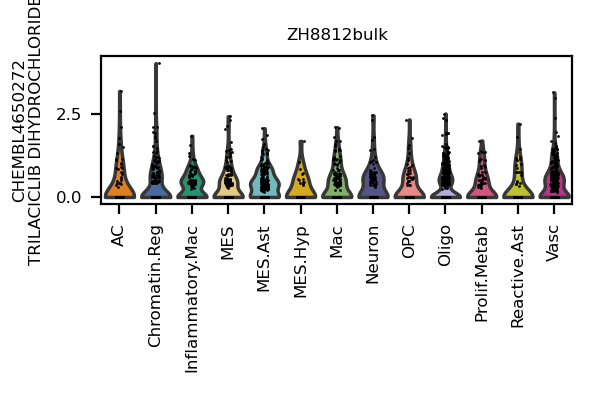 ZH8812bulk
CHEMBL4650272
TRILACICLIB DIHYDROCHLORIDE
2.5
0.0
AC
Chromatin.Reg
Inflammatory.Mac
MES
MES.Ast
MES.Hyp
Mac
Neuron
OPC
Oligo
Prolif.Metab
Reactive.Ast
Vasc